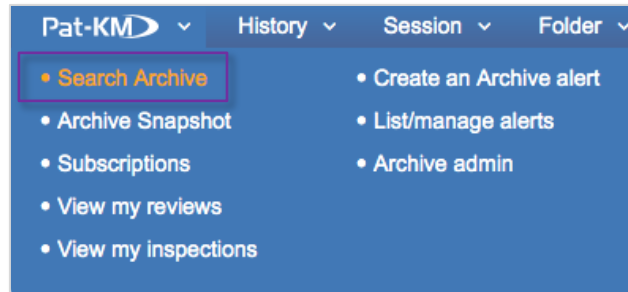 Pat-KM History Session Folder
• Search Archive
• Archive Snapshot
• Subscriptions
• View my reviews
• View my inspections
• Create an Archive alert
• List/manage alerts
• Archive admin